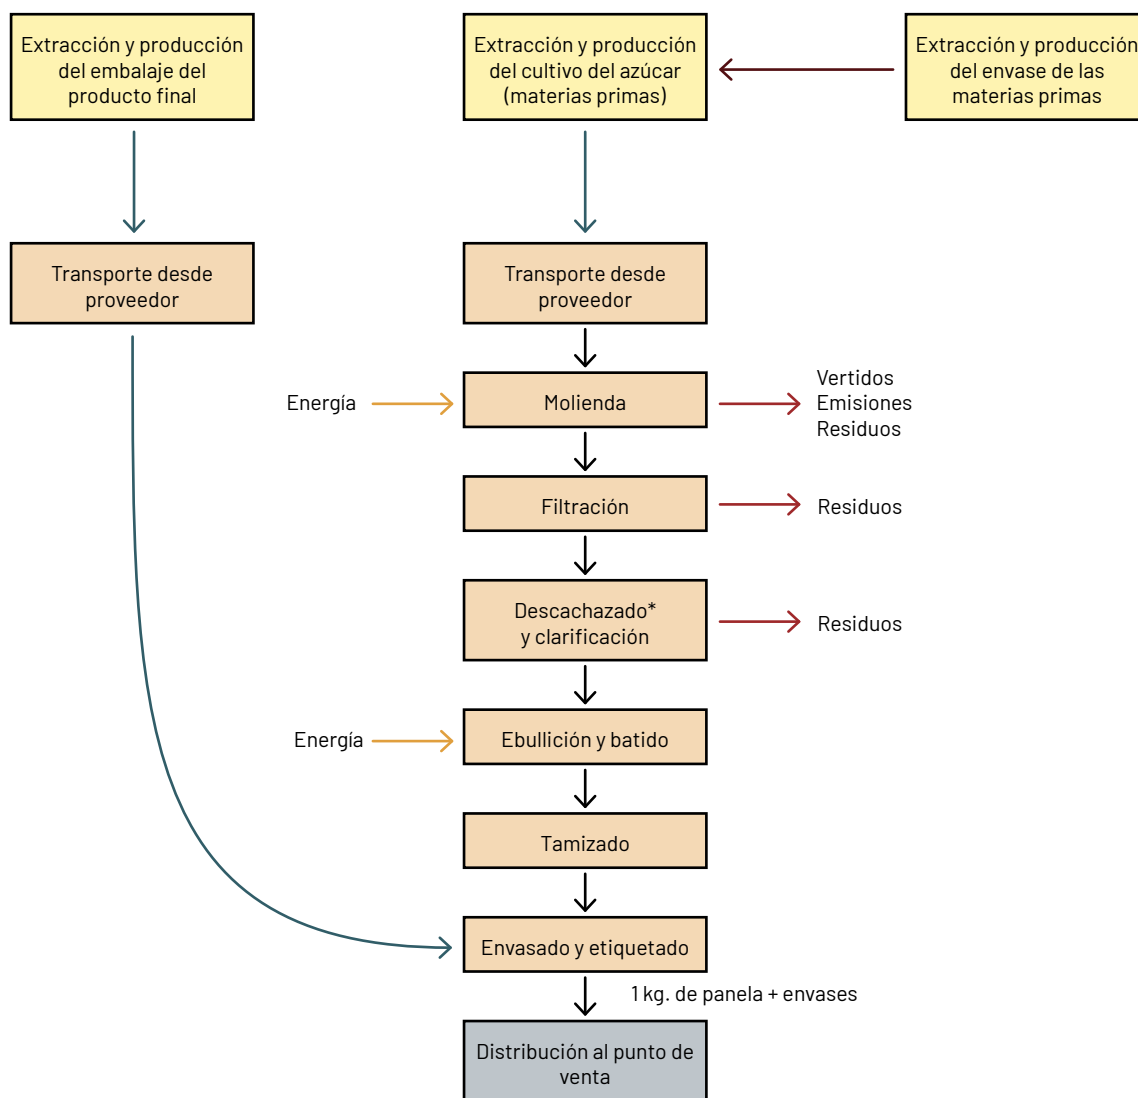 Extracción y producción
del embalaje del
producto final
Extracción y producción
del cultivo del azúcar
(materias primas)
Extracción y producción
del envase de las
materias primas
Transporte desde
proveedor
Transporte desde
proveedor
Energía
Molienda
Vertidos
Emisiones
Residuos
Filtración
Residuos
Descachazado*
y clarificación
Residuos
Energía
Ebullición y batido
Tamizado
Envasado y etiquetado
1 kg. de panela + envases
Distribución al punto de
venta